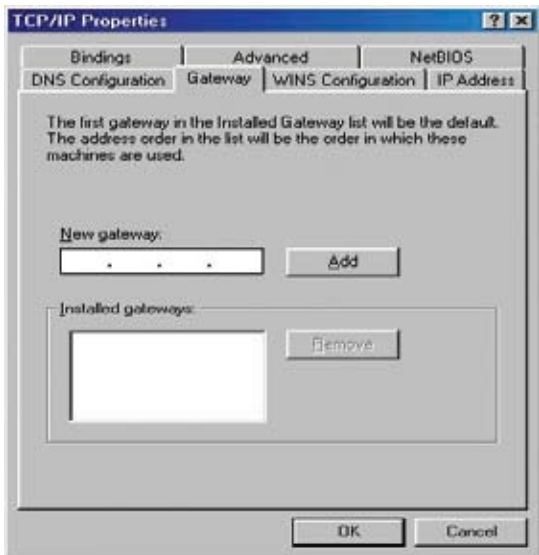 TCP/IP Properties
Bindings Advanced NetBIOS
DNS Configuration Gateway WINS Configuration IP Address
The first gateway in the Installed Gateway list will be the default.
The address order in the list will be the order in which these
machines are used.
New gateway:
. . .
Add
Installed gateways:
Remove
OK Cancel